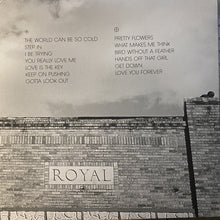 THE WORLD CAN BE SO COLD
STEP IN
I BE TRYING
YOU REALLY LOVE ME
LOVE IS THE KEY
KEEP ON PUSHING
GOTTA LOOK OUT
PRETTY FLOWERS
WHAT MAKES ME THINK
BIRD WITHOUT A FEATHER
HANDS OFF THAT GIRL
GET DOWN
LOVE YOU FOREVER
ROYAL